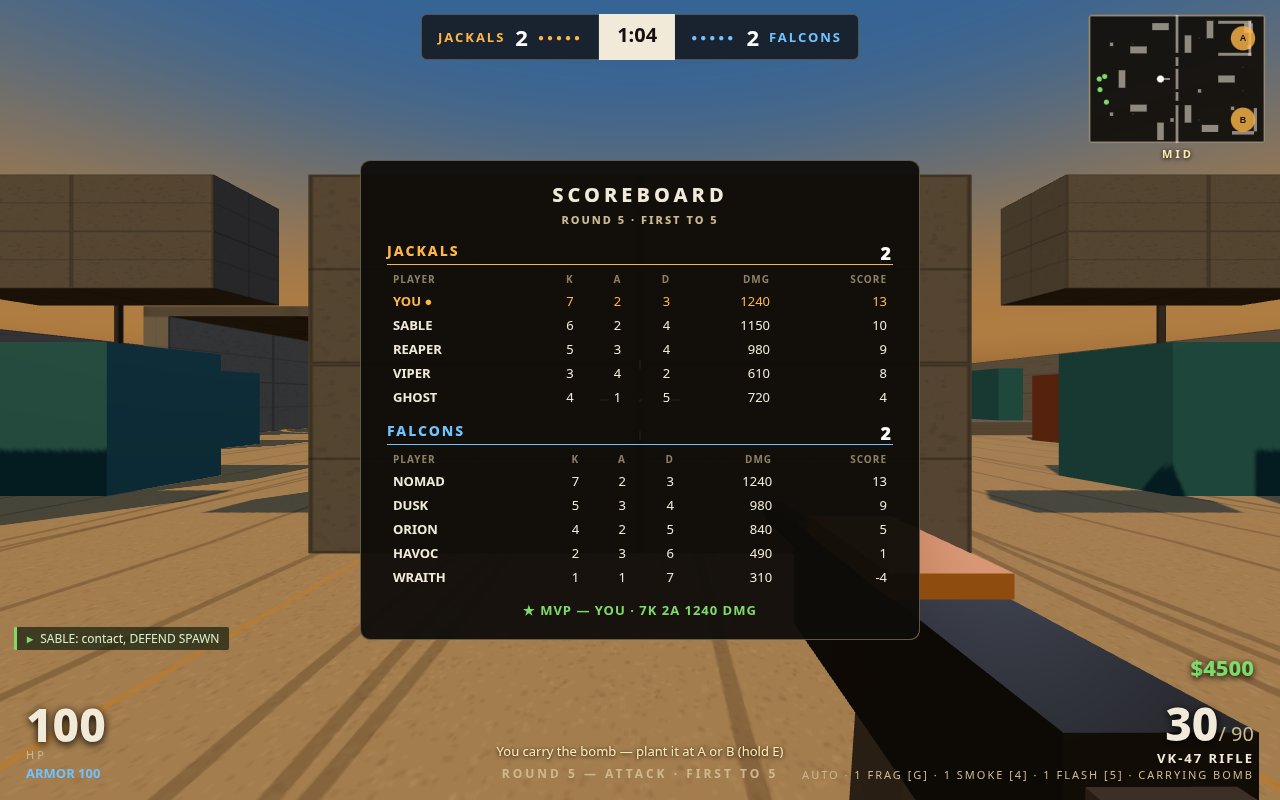 JACKALS 2 ••••• 1:04 ••••• 2 FALCONS
A
B
MID
SCOREBOARD
ROUND 5 · FIRST TO 5
JACKALS 2
PLAYER K A D DMG SCORE
YOU ● 7 2 3 1240 13
SABLE 6 2 4 1150 10
REAPER 5 3 4 980 9
VIPER 3 4 2 610 8
GHOST 4 1 5 720 4
FALCONS 2
PLAYER K A D DMG SCORE
NOMAD 7 2 3 1240 13
DUSK 5 3 4 980 9
ORION 4 2 5 840 5
HAVOC 2 3 6 490 1
WRAITH 1 1 7 310 -4
★ MVP — YOU · 7K 2A 1240 DMG
► SABLE: contact, DEFEND SPAWN
$4500
100
HP
ARMOR 100
You carry the bomb — plant it at A or B (hold E)
ROUND 5 — ATTACK · FIRST TO 5
30 / 90
VK-47 RIFLE
AUTO · 1 FRAG [G] · 1 SMOKE [4] · 1 FLASH [5] · CARRYING BOMB